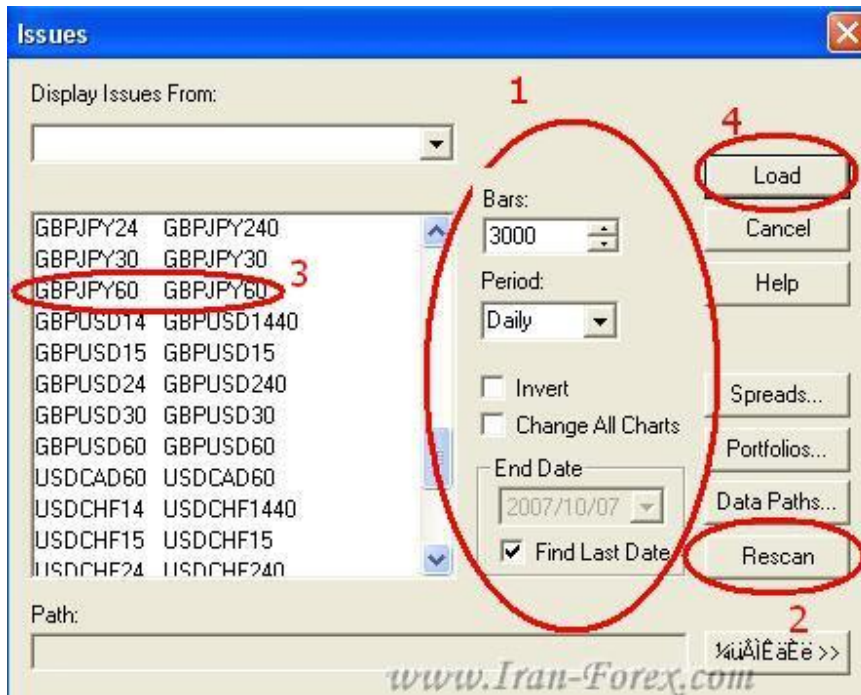 Issues
Display Issues From:
1
4
Load
Bars:
3000
Cancel
GBPJPY24 GBPJPY240
GBPJPY30 GBPJPY30
GBPJPY60 GBPJPY60
3
Period:
Daily
Help
GBPUSD14 GBPUSD1440
GBPUSD15 GBPUSD15
GBPUSD24 GBPUSD240
GBPUSD30 GBPUSD30
GBPUSD60 GBPUSD60
USDCAD60 USDCAD60
USDCHF14 USDCHF1440
USDCHF15 USDCHF15
USDCHF24 USDCHF240
Invert
Change All Charts
Spreads...
Portfolios...
End Date
2007/10/07
Data Paths...
Find Last Date
Rescan
Path:
2
¼üÅÌÊäÈë >>
www.Iran-Forex.com